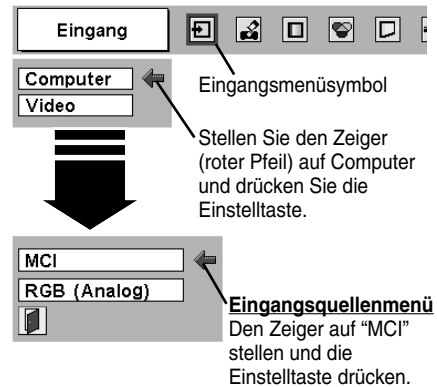 Eingang
Eingangsmenüsymbol
Computer
Video
Stellen Sie den Zeiger
(roter Pfeil) auf Computer
und drücken Sie die
Einstelltaste.
MCI
RGB (Analog)
Eingangsquellenmenü
Den Zeiger auf “MCI”
stellen und die
Einstelltaste drücken.